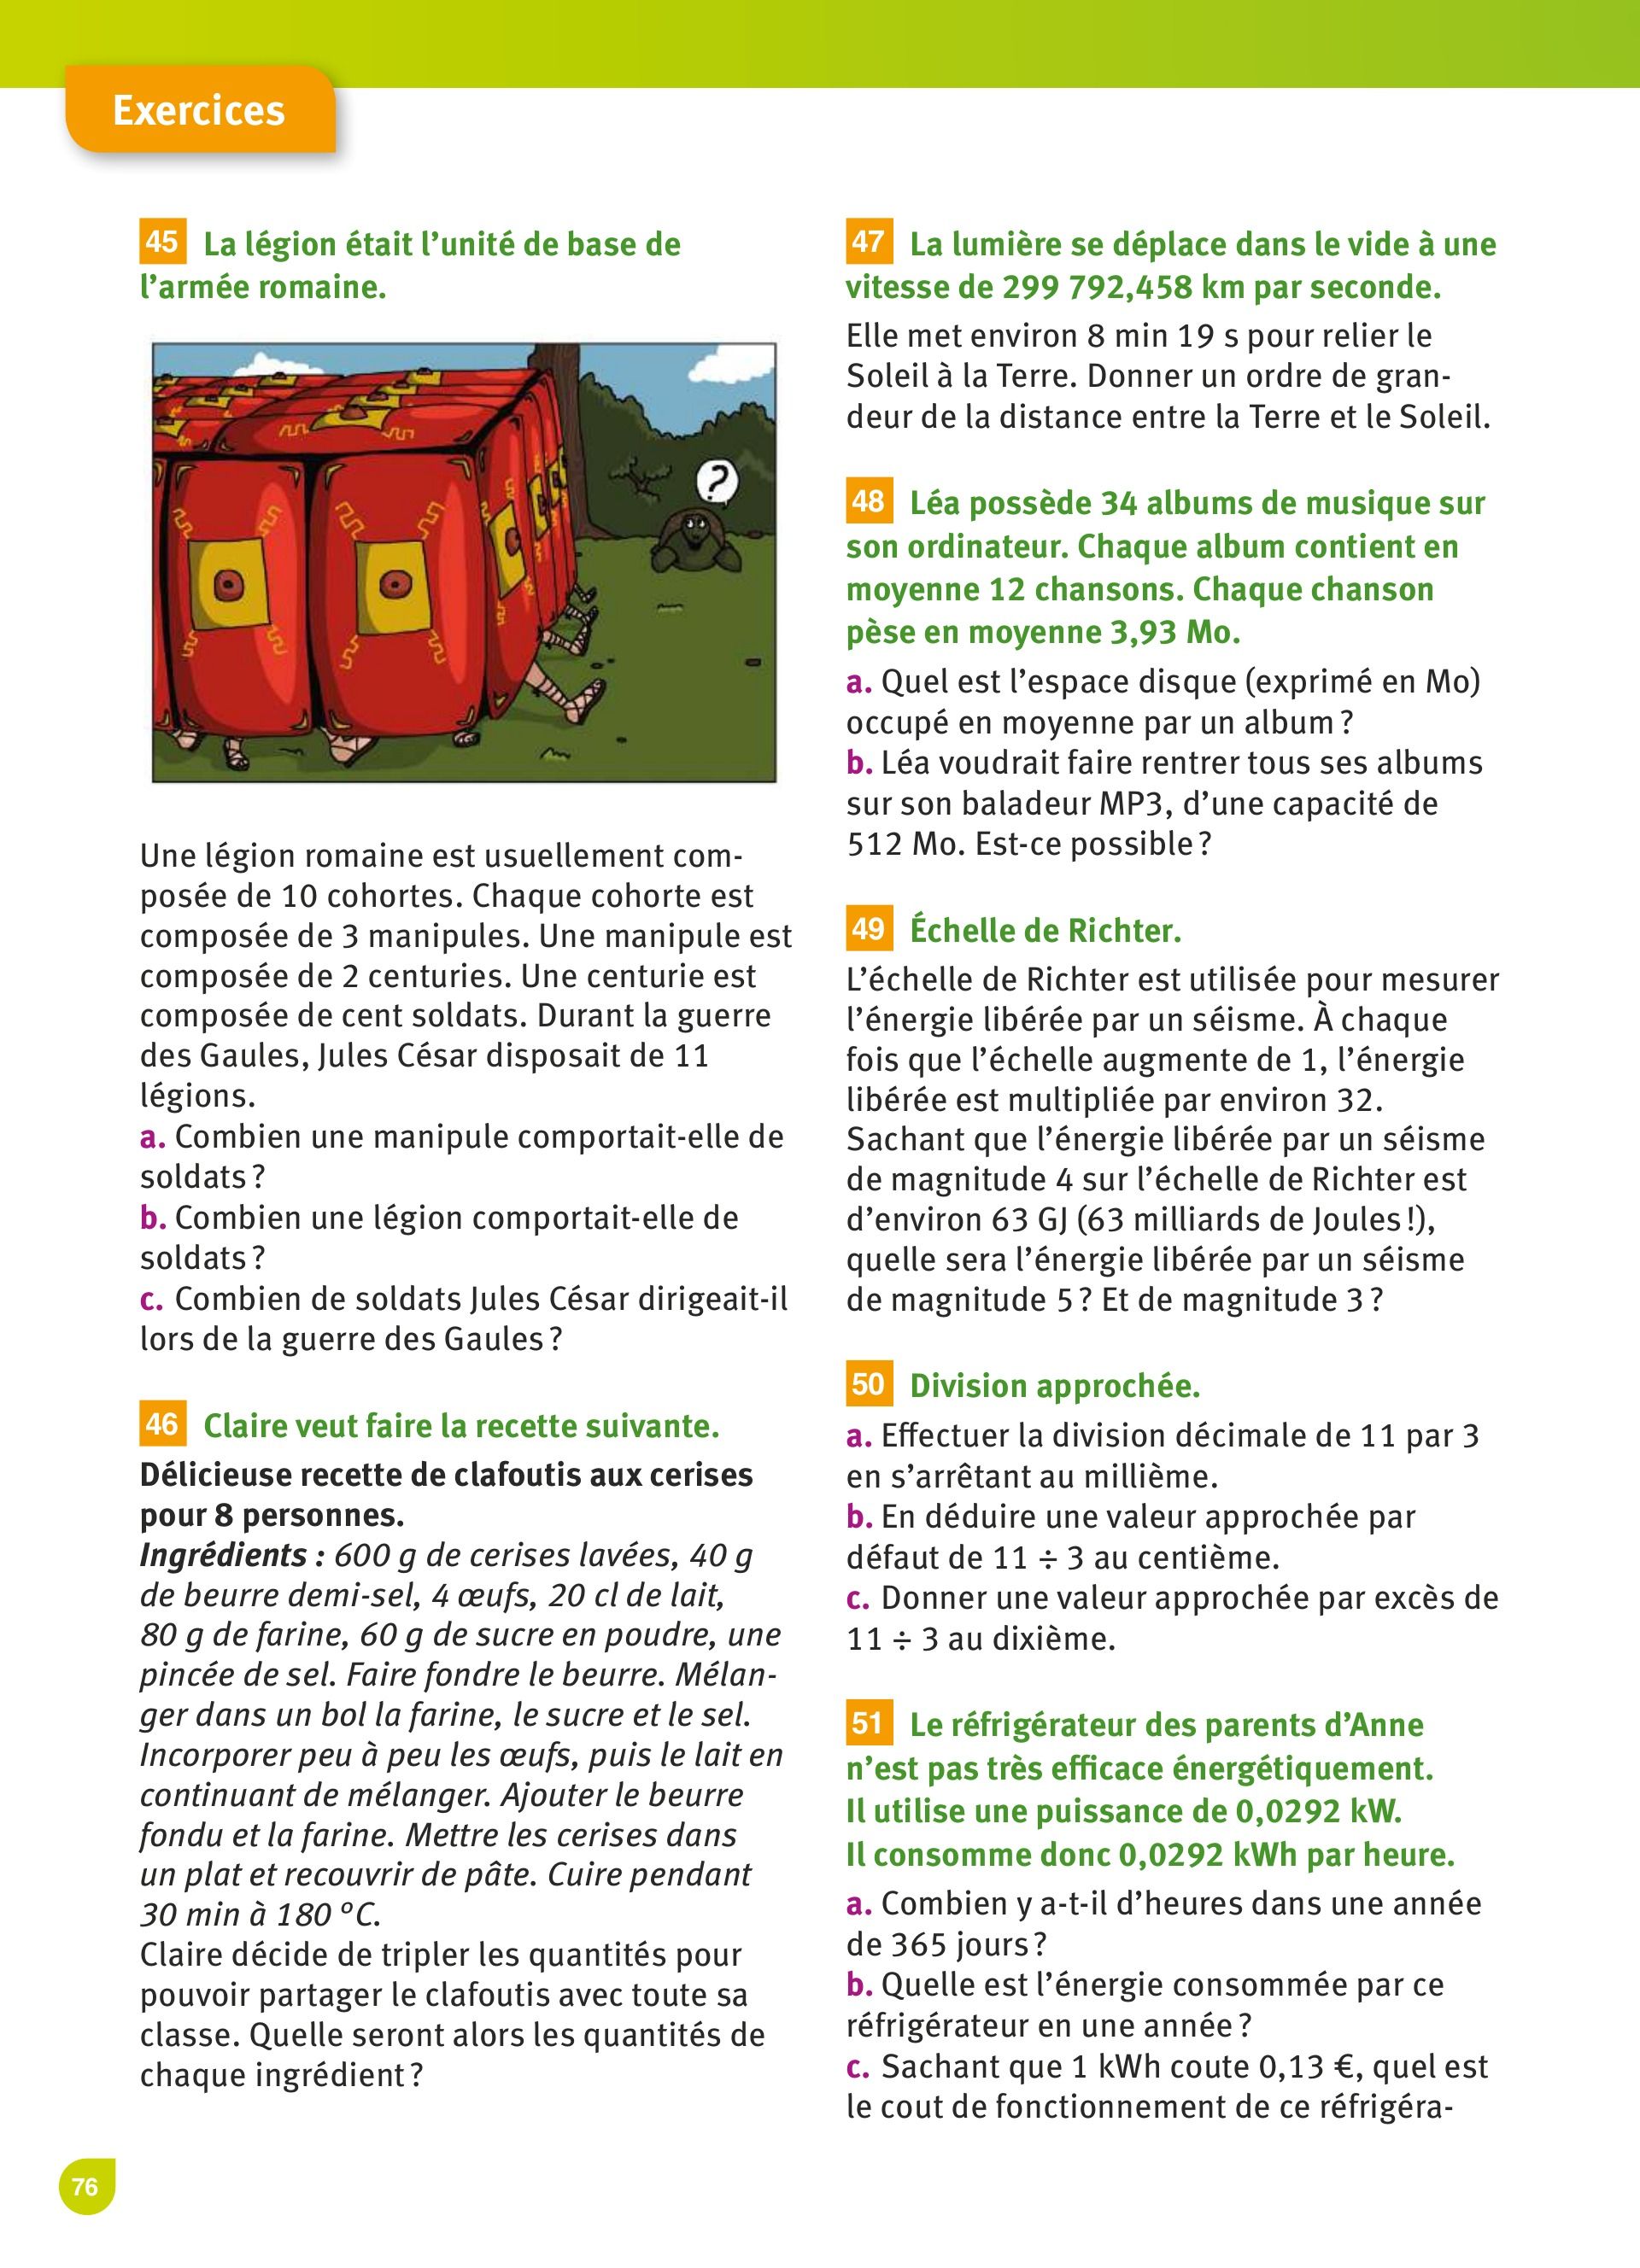 Exercices
45 La légion était l’unité de base de
l’armée romaine.
?
Une légion romaine est usuellement com-
posée de 10 cohortes. Chaque cohorte est
composée de 3 manipules. Une manipule est
composée de 2 centuries. Une centurie est
composée de cent soldats. Durant la guerre
des Gaules, Jules César disposait de 11
légions.
a. Combien une manipule comportait-elle de
soldats ?
b. Combien une légion comportait-elle de
soldats ?
c. Combien de soldats Jules César dirigeait-il
lors de la guerre des Gaules ?
46 Claire veut faire la recette suivante.
Délicieuse recette de clafoutis aux cerises
pour 8 personnes.
Ingrédients : 600 g de cerises lavées, 40 g
de beurre demi-sel, 4 œufs, 20 cl de lait,
80 g de farine, 60 g de sucre en poudre, une
pincée de sel. Faire fondre le beurre. Mélan-
ger dans un bol la farine, le sucre et le sel.
Incorporer peu à peu les œufs, puis le lait en
continuant de mélanger. Ajouter le beurre
fondu et la farine. Mettre les cerises dans
un plat et recouvrir de pâte. Cuire pendant
30 min à 180 °C.
Claire décide de tripler les quantités pour
pouvoir partager le clafoutis avec toute sa
classe. Quelle seront alors les quantités de
chaque ingrédient ?
47 La lumière se déplace dans le vide à une
vitesse de 299 792,458 km par seconde.
Elle met environ 8 min 19 s pour relier le
Soleil à la Terre. Donner un ordre de gran-
deur de la distance entre la Terre et le Soleil.
48 Léa possède 34 albums de musique sur
son ordinateur. Chaque album contient en
moyenne 12 chansons. Chaque chanson
pèse en moyenne 3,93 Mo.
a. Quel est l’espace disque (exprimé en Mo)
occupé en moyenne par un album ?
b. Léa voudrait faire rentrer tous ses albums
sur son baladeur MP3, d’une capacité de
512 Mo. Est-ce possible ?
49 Échelle de Richter.
L’échelle de Richter est utilisée pour mesurer
l’énergie libérée par un séisme. À chaque
fois que l’échelle augmente de 1, l’énergie
libérée est multipliée par environ 32.
Sachant que l’énergie libérée par un séisme
de magnitude 4 sur l’échelle de Richter est
d’environ 63 GJ (63 milliards de Joules !),
quelle sera l’énergie libérée par un séisme
de magnitude 5 ? Et de magnitude 3 ?
50 Division approchée.
a. Effectuer la division décimale de 11 par 3
en s’arrêtant au millième.
b. En déduire une valeur approchée par
défaut de 11 ÷ 3 au centième.
c. Donner une valeur approchée par excès de
11 ÷ 3 au dixième.
51 Le réfrigérateur des parents d’Anne
n’est pas très efficace énergétiquement.
Il utilise une puissance de 0,0292 kW.
Il consomme donc 0,0292 kWh par heure.
a. Combien y a-t-il d’heures dans une année
de 365 jours ?
b. Quelle est l’énergie consommée par ce
réfrigérateur en une année ?
c. Sachant que 1 kWh coute 0,13 €, quel est
le cout de fonctionnement de ce réfrigéra-
76